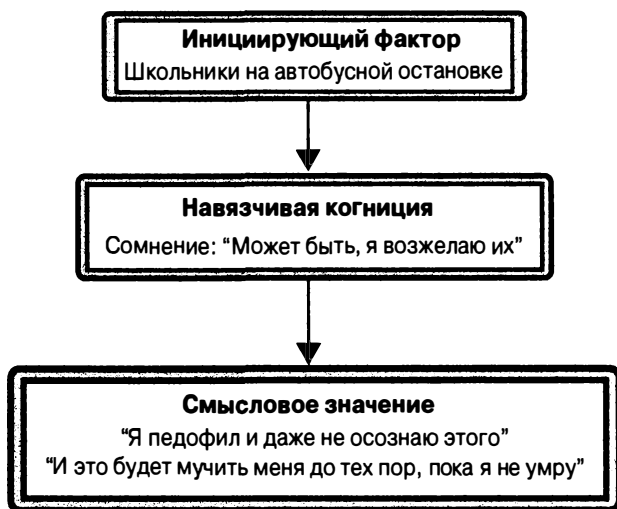 Инициирующий фактор
Школьники на автобусной остановке
Навязчивая когниция
Сомнение: “Может быть, я возжелаю их”
Смысловое значение
“Я педофил и даже не осознаю этого”
“И это будет мучить меня до тех пор, пока я не умру”